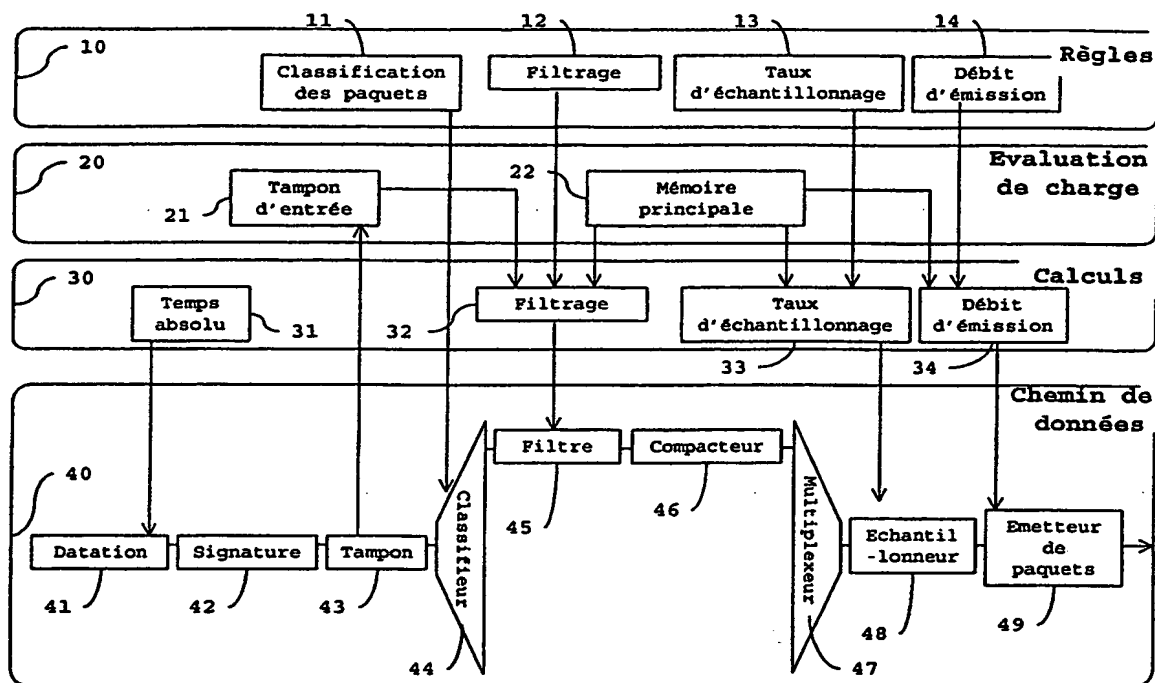 11
12
13
14
10
Règles
Classification
des paquets
Filtrage
Taux
d'échantillonnage
Débit
d'émission
20
Evaluation
de charge
21
Tampon
d'entrée
22
Mémoire
principale
30
Calculs
Temps
absolu
31
32
Filtrage
Taux
d'échantillonnage
Débit
d'émission
33
34
Chemin de
données
40
Filtre
Compacteur
45
46
Classifieur
Multiplexeur
Datation
Signature
Tampon
Echantil
-lonneur
Emetteur
de
paquets
41
42
43
44
47
48
49